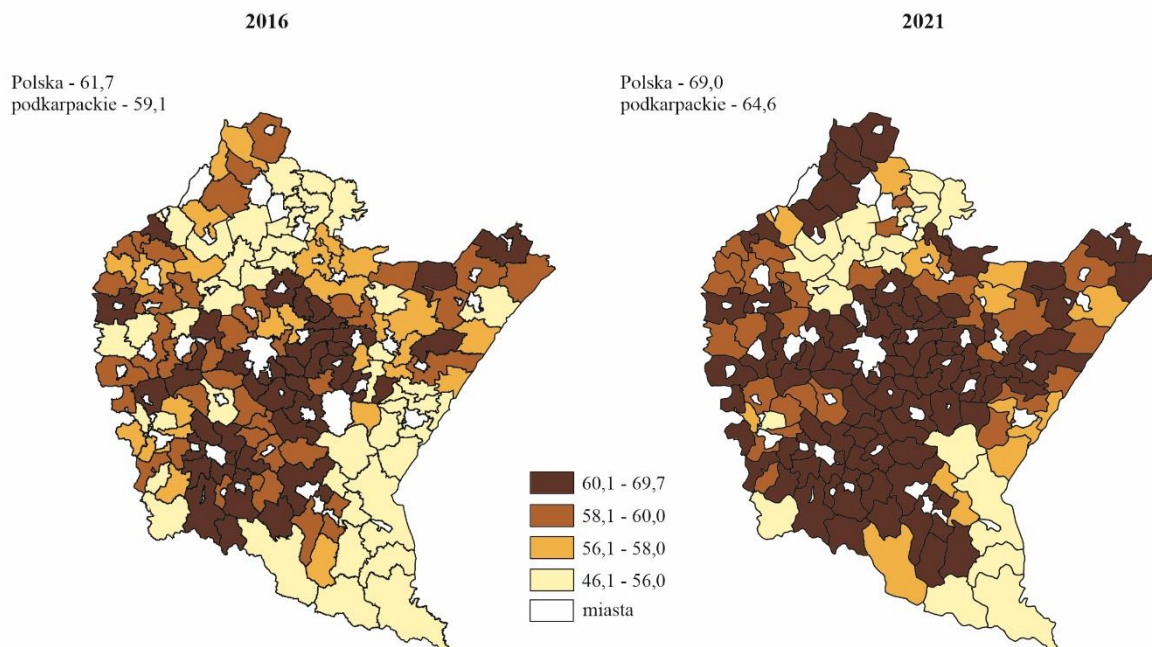 2016
2021
Polska - 61,7
podkarpackie - 59,1
Polska - 69,0
podkarpackie - 64,6
60,1 - 69,7
58,1 - 60,0
56,1 - 58,0
46,1 - 56,0
miasta